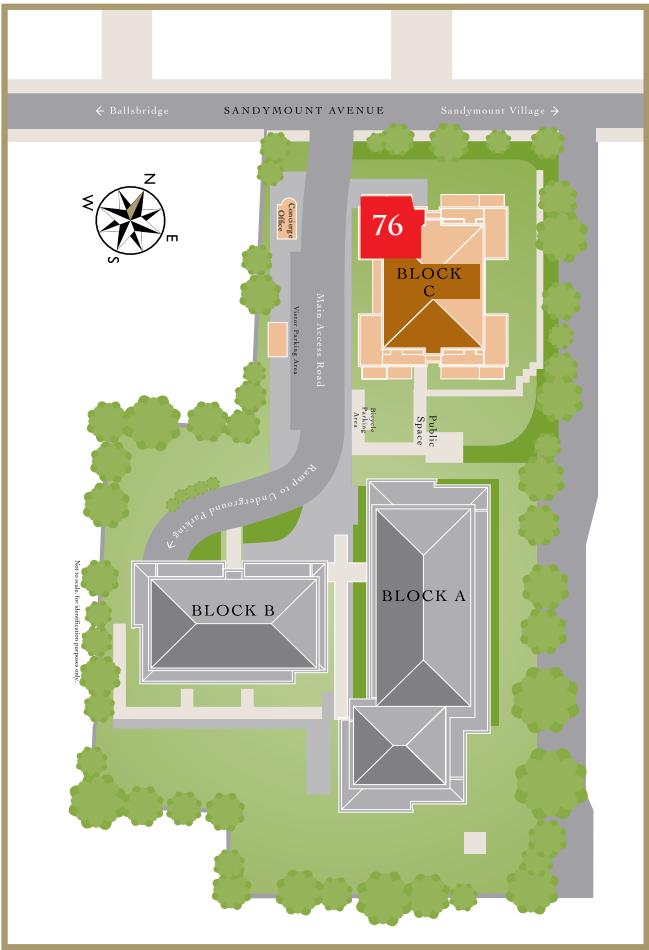 ← Ballsbridge
SANDYMOUNT AVENUE
Sandymount Village →
N
W
E
S
Concierge
Office
76
BLOCK
C
Main Access Road
Visitor Parking Area
Bicycle
Parking
Area
Public
Space
Ramp to Underground Parking
←
Not to scale, for identification purposes only.
BLOCK B
BLOCK A